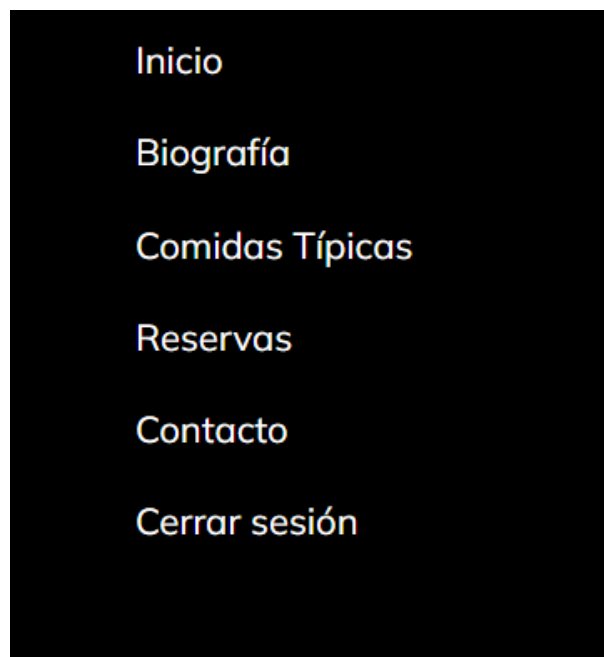 Inicio
Biografía
Comidas Típicas
Reservas
Contacto
Cerrar sesión